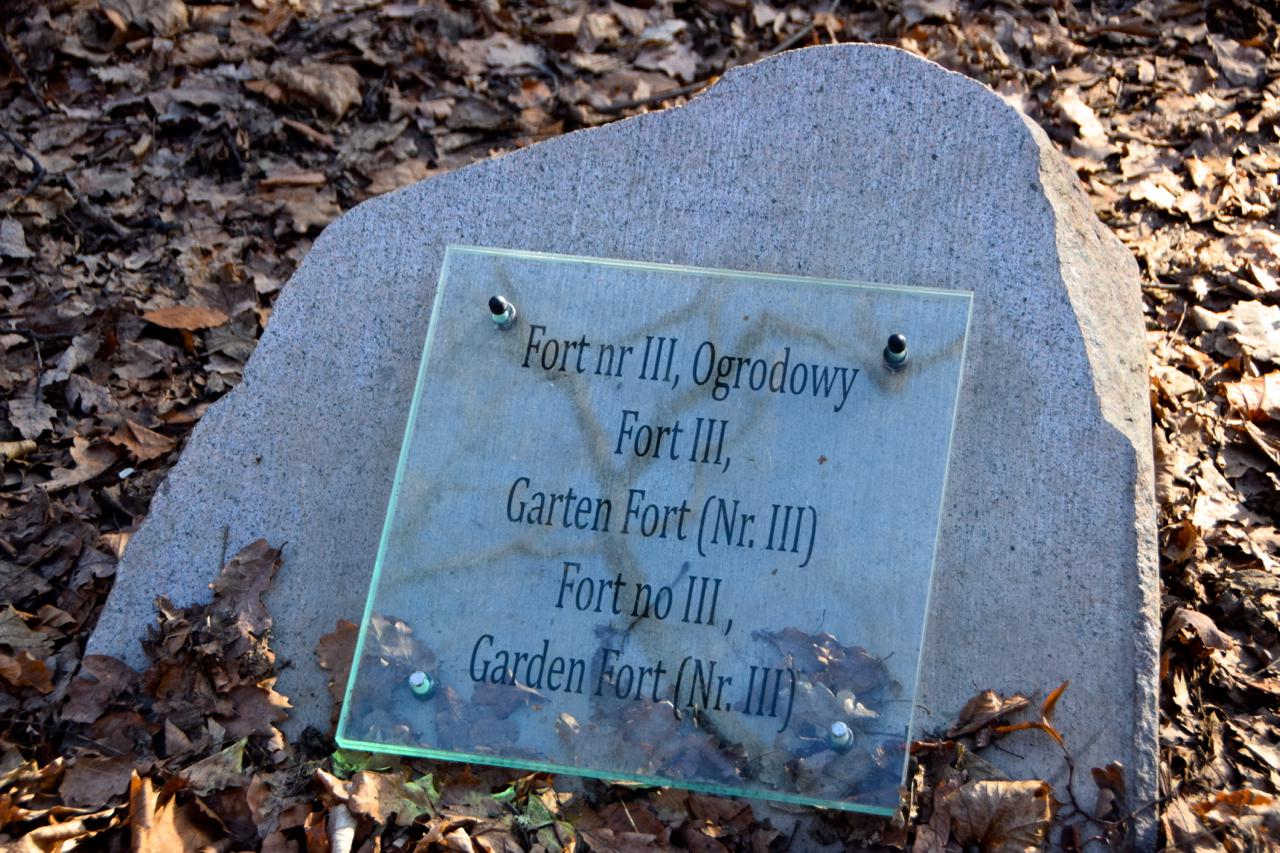 Fort nr III, Ogrodowy
Fort III,
Garten Fort (Nr. III)
Fort no III ,
Garden Fort (Nr. III)